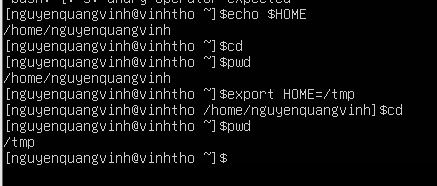 bash: [: s: unary operator expected
[nguyenquangvinh@vinhtho ~]$echo $HOME
/home/nguyenquangvinh
[nguyenquangvinh@vinhtho ~]$cd
[nguyenquangvinh@vinhtho ~]$pwd
/home/nguyenquangvinh
[nguyenquangvinh@vinhtho ~]$export HOME=/tmp
[nguyenquangvinh@vinhtho /home/nguyenquangvinh]$cd
[nguyenquangvinh@vinhtho ~]$pwd
/tmp
[nguyenquangvinh@vinhtho ~]$